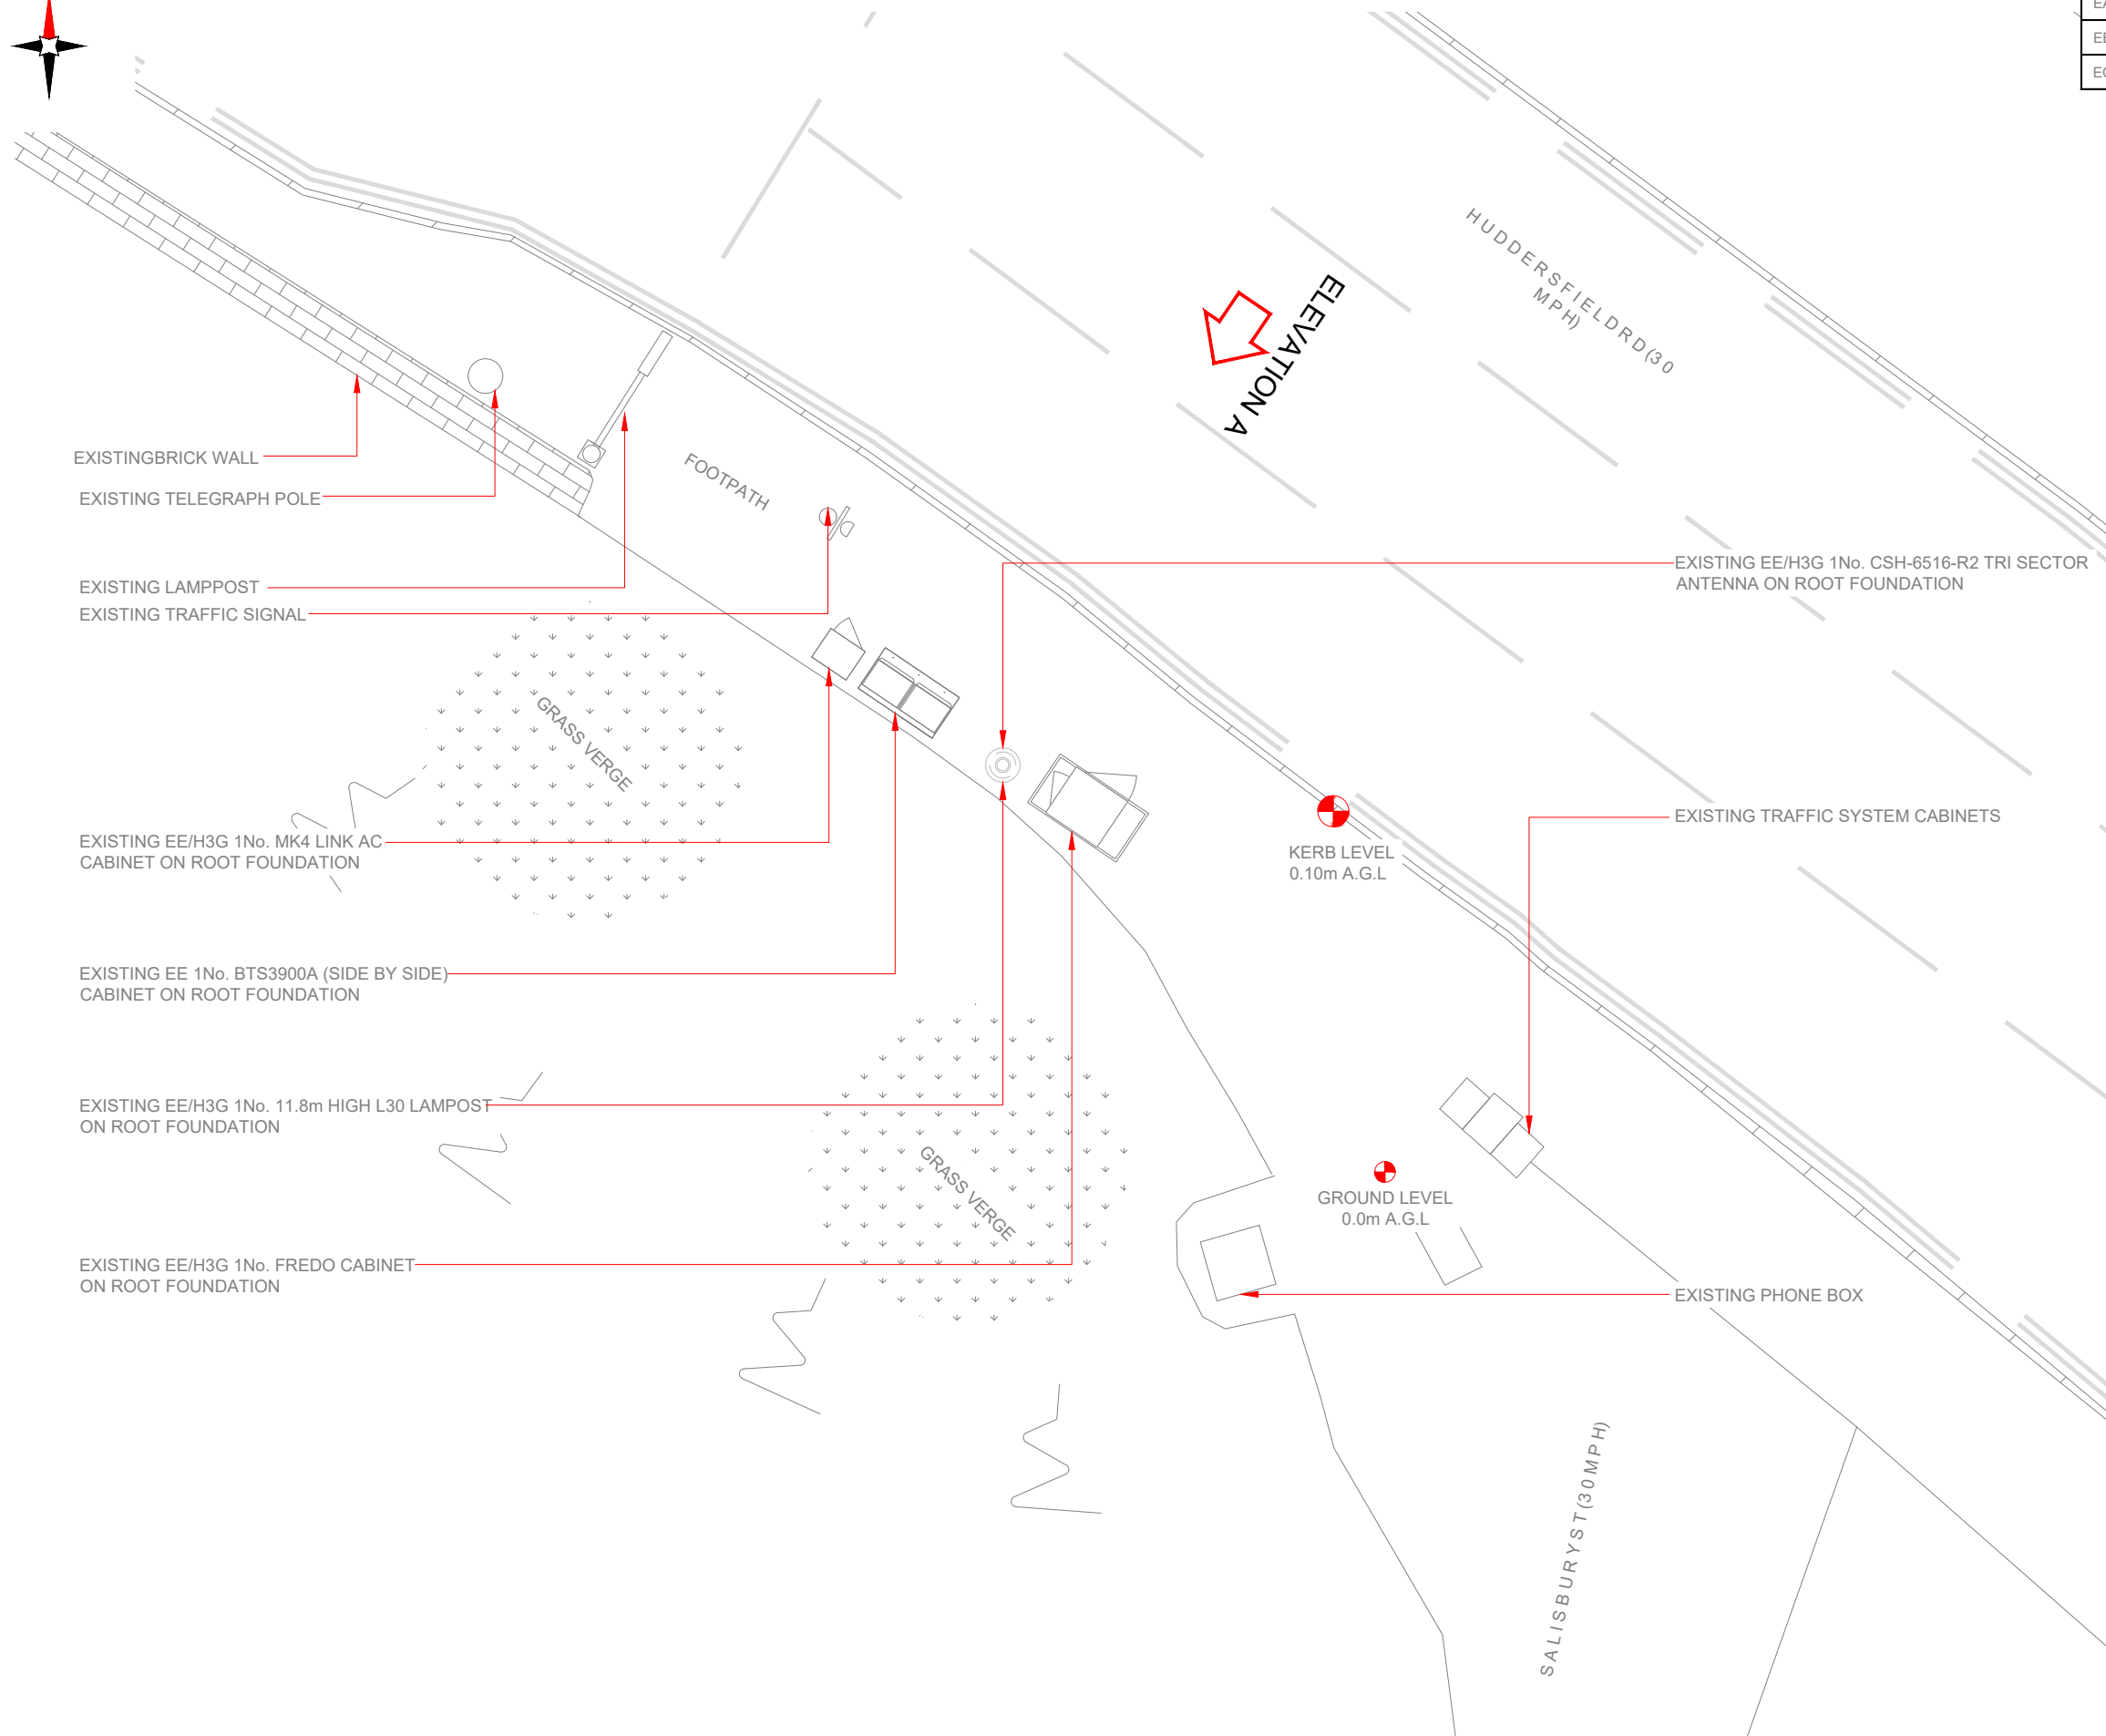 HUDDERSFIELDRD(30
MPH)
ELEVATION A
EXISTINGBRICK WALL
EXISTING TELEGRAPH POLE
FOOTPATH
EXISTING LAMPPOST
EXISTING TRAFFIC SIGNAL
EXISTING EE/H3G 1No. CSH-6516-R2 TRI SECTOR
ANTENNA ON ROOT FOUNDATION
GRASS VERGE
EXISTING EE/H3G 1No. MK4 LINK AC
CABINET ON ROOT FOUNDATION
KERB LEVEL
0.10m A.G.L
EXISTING TRAFFIC SYSTEM CABINETS
EXISTING EE 1No. BTS3900A (SIDE BY SIDE)
CABINET ON ROOT FOUNDATION
EXISTING EE/H3G 1No. 11.8m HIGH L30 LAMPOST
ON ROOT FOUNDATION
GRASS VERGE
GROUND LEVEL
0.0m A.G.L
EXISTING EE/H3G 1No. FREDO CABINET
ON ROOT FOUNDATION
EXISTING PHONE BOX
SALISBURYST(30MPH)